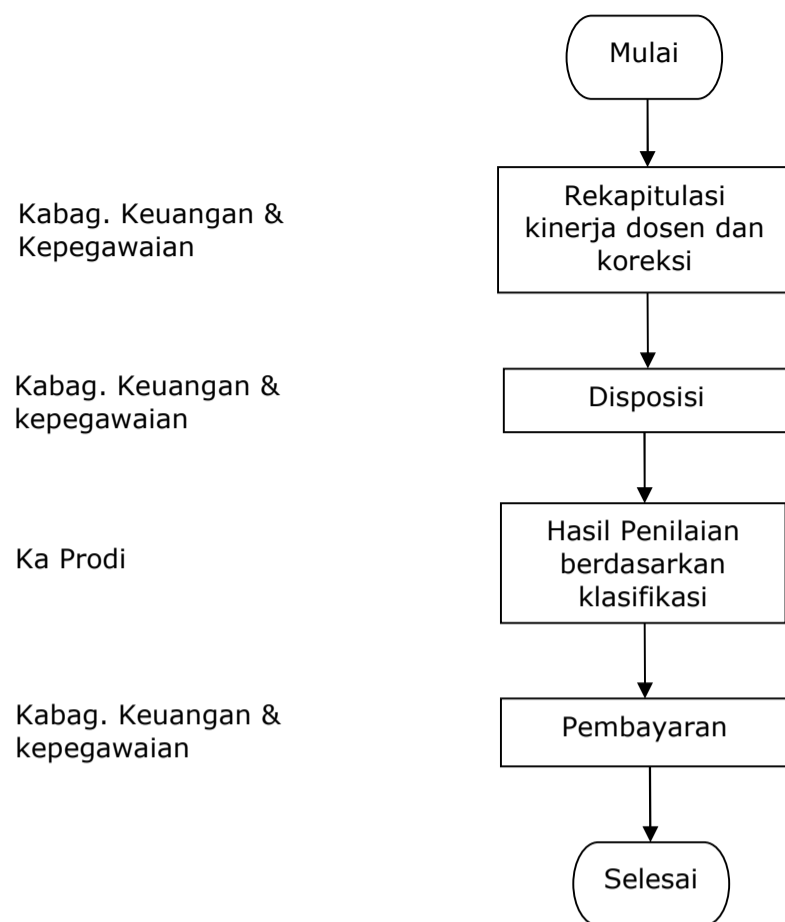 Mulai
Kabag. Keuangan &
Kepegawaian
Rekapitulasi
kinerja dosen dan
koreksi
Kabag. Keuangan &
kepegawaian
Disposisi
Ka Prodi
Hasil Penilaian
berdasarkan
klasifikasi
Kabag. Keuangan &
kepegawaian
Pembayaran
Selesai